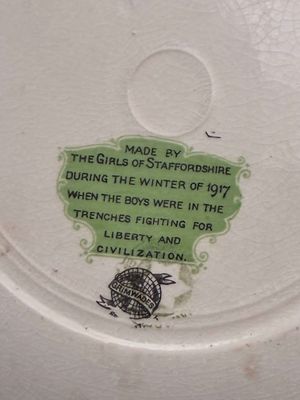 MADE BY
THE GIRLS OF STAFFORDSHIRE
DURING THE WINTER OF 1917
WHEN THE BOYS WERE IN THE
TRENCHES FIGHTING FOR
LIBERTY AND
CIVILIZATION.
GRIMWADES